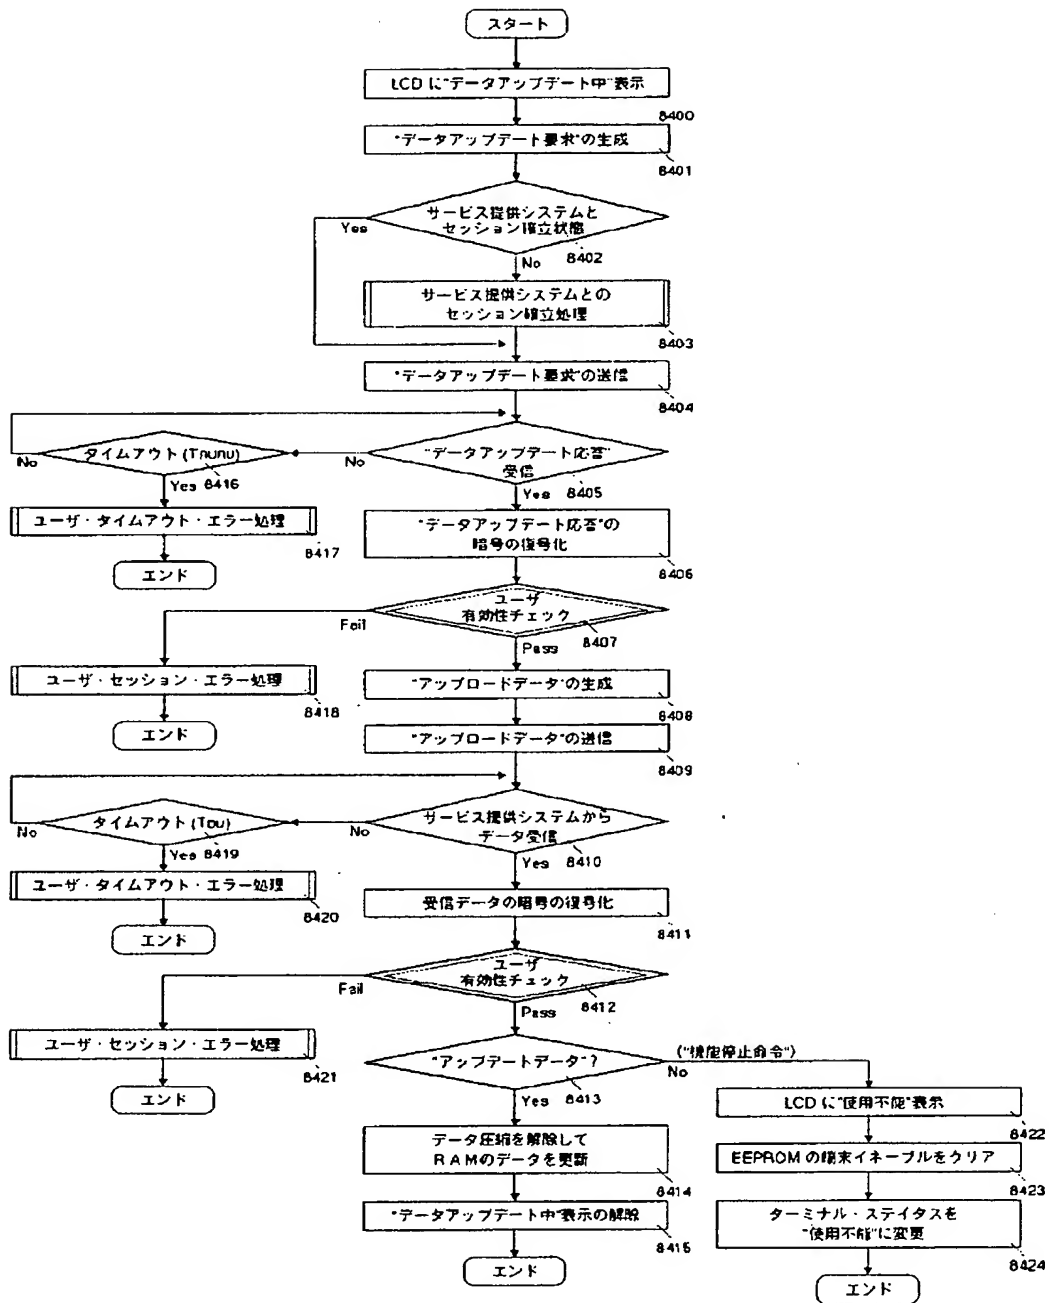 スタート
LCDに"データアップデート中"表示
8400
"データアップデート要求"の生成
8401
サービス提供システムと
セッション確立状態
8402
Yes
No
サービス提供システムとの
セッション確立処理
8403
"データアップデート要求"の送信
8404
"データアップデート応答"
受信
8405
No
Yes
タイムアウト
8416
No
Yes
ユーザ・タイムアウト・エラー処理
8417
エンド
"データアップデート応答"の
暗号の復号化
8406
ユーザ
有効性チェック
8407
Fail
Pass
ユーザ・セッション・エラー処理
8418
エンド
"アップロードデータ"の生成
8408
"アップロードデータ"の送信
8409
サービス提供システムから
データ受信
8410
No
Yes
タイムアウト (TDU)
8419
No
Yes
ユーザ・タイムアウト・エラー処理
8420
エンド
受信データの暗号の復号化
8411
ユーザ
有効性チェック
8412
Fail
Pass
ユーザ・セッション・エラー処理
8421
エンド
"アップデートデータ"?
8413
("機能停止命令")
No
Yes
データ圧縮を解除して
RAMのデータを更新
8414
"データアップデート中"表示の解除
8415
エンド
LCDに"使用不能"表示
8422
EEPROMの端末イネーブルをクリア
8423
ターミナル・ステイタスを
"使用不能"に変更
8424
エンド